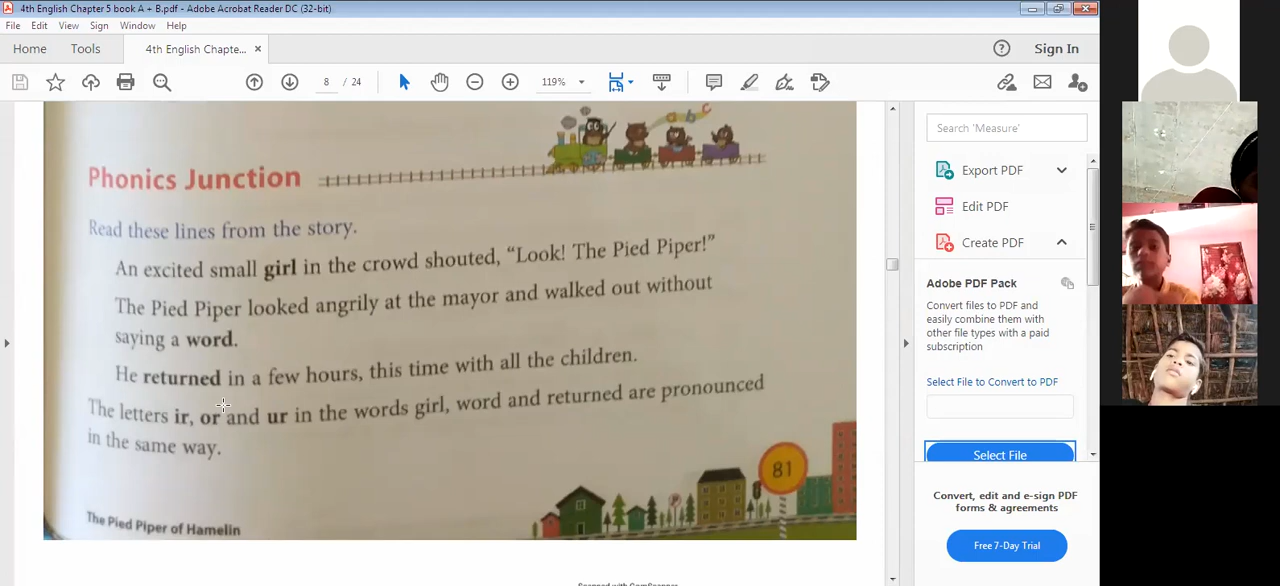 4th English Chapter 5 book A + B.pdf - Adobe Acrobat Reader DC (32-bit)
File Edit View Sign Window Help
Home Tools 4th English Chapte... × Sign In
8 / 24 119%
Search 'Measure'
Export PDF
Edit PDF
Create PDF
Adobe PDF Pack
Convert files to PDF and
easily combine them with
other file types with a paid
subscription
Select File to Convert to PDF
Select File
Convert, edit and e-sign PDF
forms & agreements
Free 7-Day Trial
a b c
Phonics Junction
Read these lines from the story.
An excited small girl in the crowd shouted, “Look! The Pied Piper!”
The Pied Piper looked angrily at the mayor and walked out without
saying a word.
He returned in a few hours, this time with all the children.
The letters ir, or and ur in the words girl, word and returned are pronounced
in the same way.
81
The Pied Piper of Hamelin